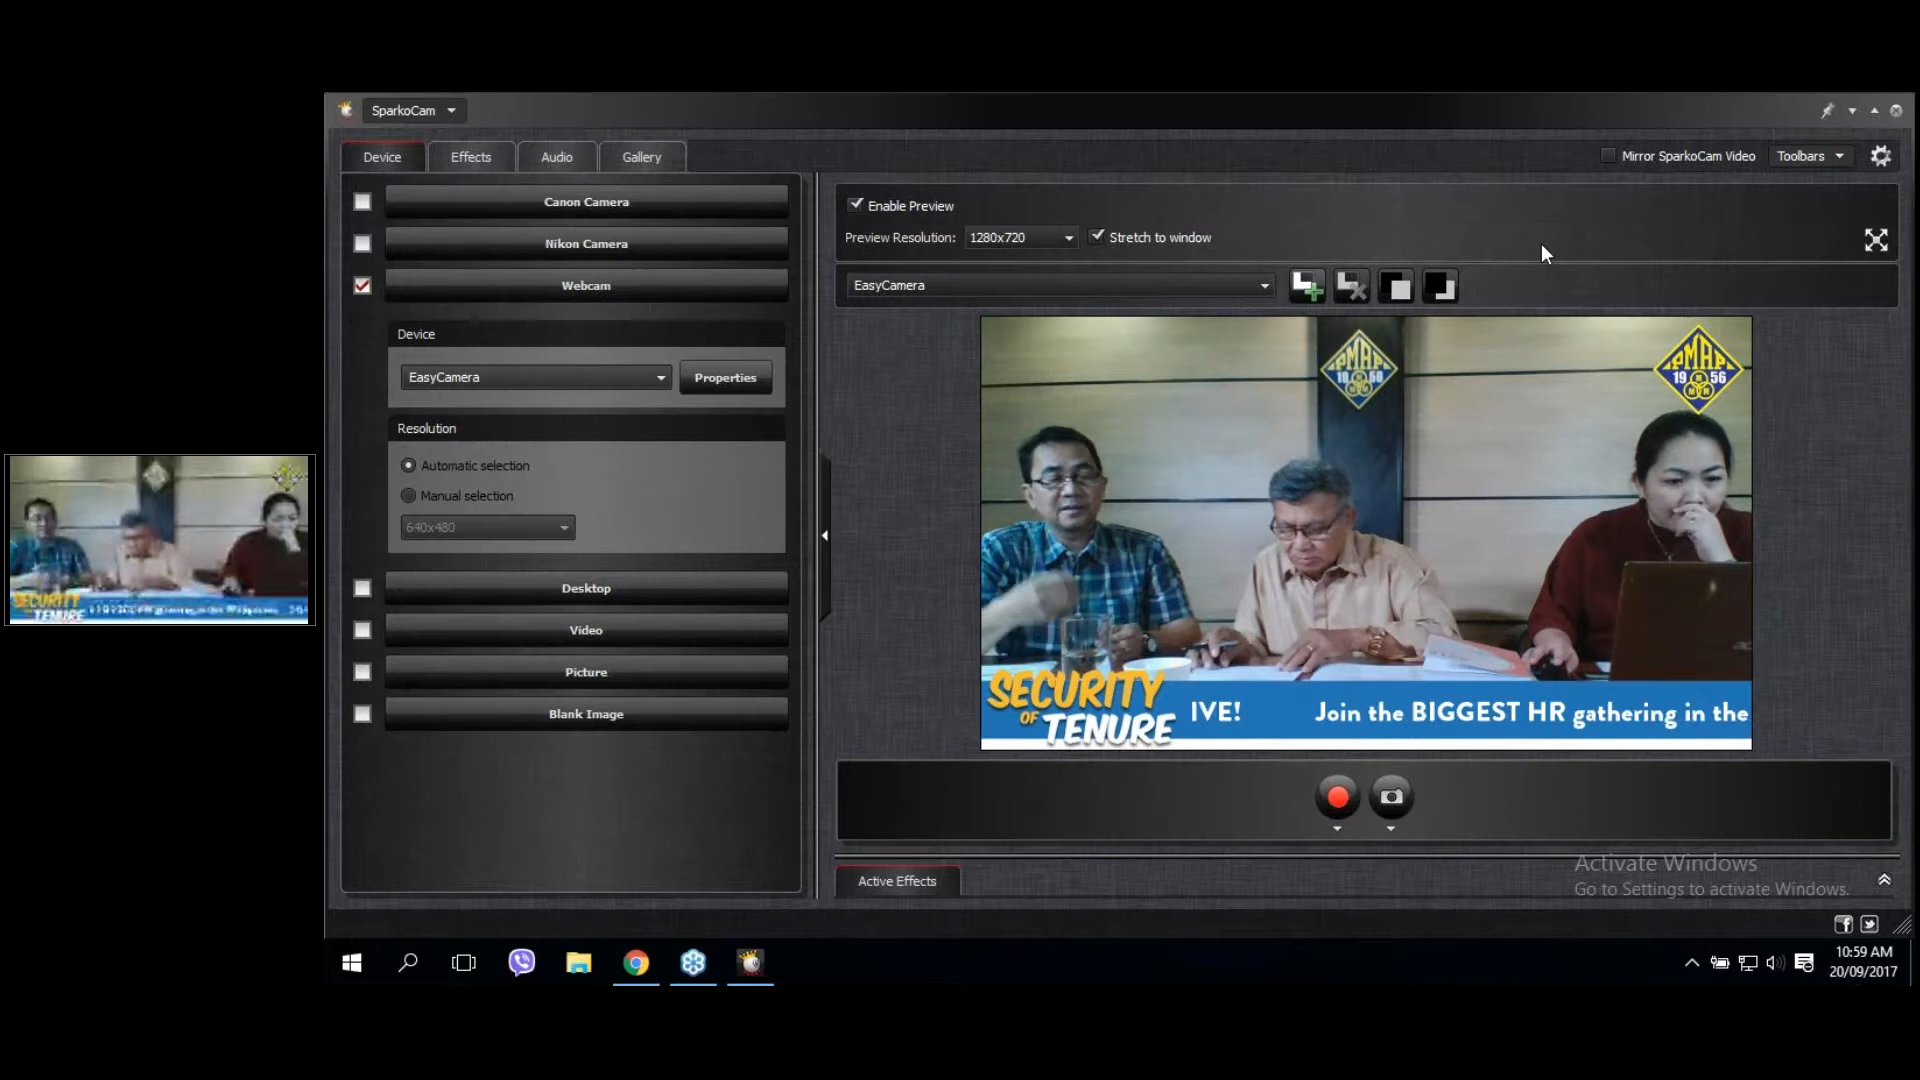 SparkoCam
Device
Effects
Audio
Gallery
Mirror SparkoCam Video
Toolbars
Canon Camera
Nikon Camera
Webcam
Device
EasyCamera
Properties
Resolution
Automatic selection
Manual selection
640x480
Desktop
Video
Picture
Blank Image
Enable Preview
Preview Resolution: 1280x720
Stretch to window
EasyCamera
PMAP
PMAP
19 56
SECURITY
OF TENURE
IVE! Join the BIGGEST HR gathering in the
SECURITY
TENURE
Active Effects
Activate Windows
Go to Settings to activate Windows.
10:59 AM
20/09/2017